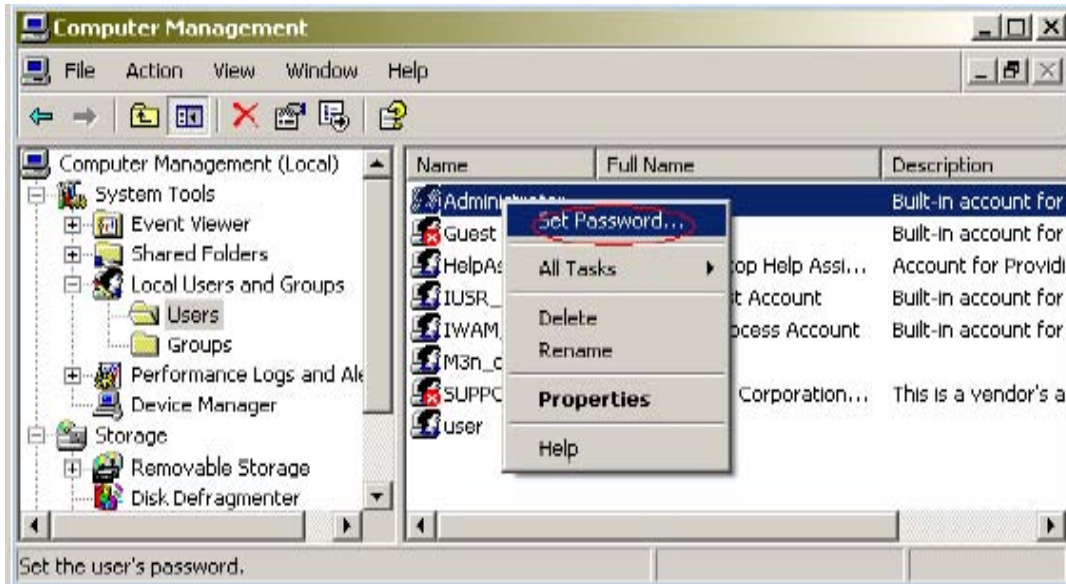 Computer Management
File Action View Window Help
Computer Management (Local)
System Tools
Event Viewer
Shared Folders
Local Users and Groups
Users
Groups
Performance Logs and Ale
Device Manager
Storage
Removable Storage
Disk Defragmenter
Name Full Name Description
Administrator Built-in account for
Guest Built-in account for
HelpAs top Help Assi... Account for Providi
IUSR_ t Account Built-in account for
IWAM_ ocess Account Built-in account for
M3n_c
SUPPO Corporation... This is a vendor's a
user
Set Password...
All Tasks
Delete
Rename
Properties
Help
Set the user's password.